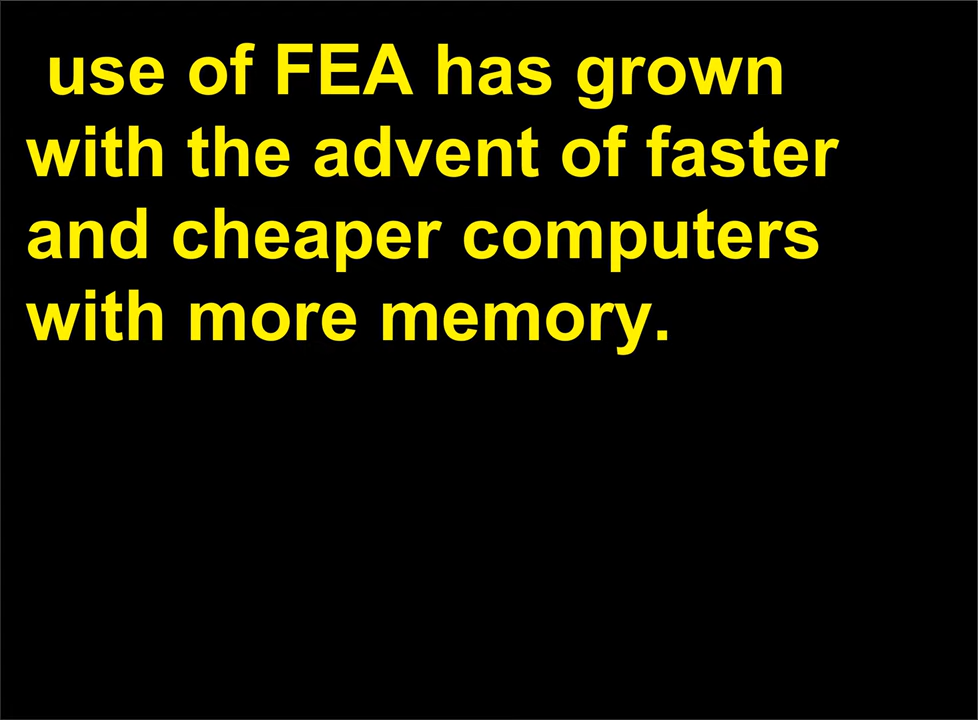 use of FEA has grown
with the advent of faster
and cheaper computers
with more memory.